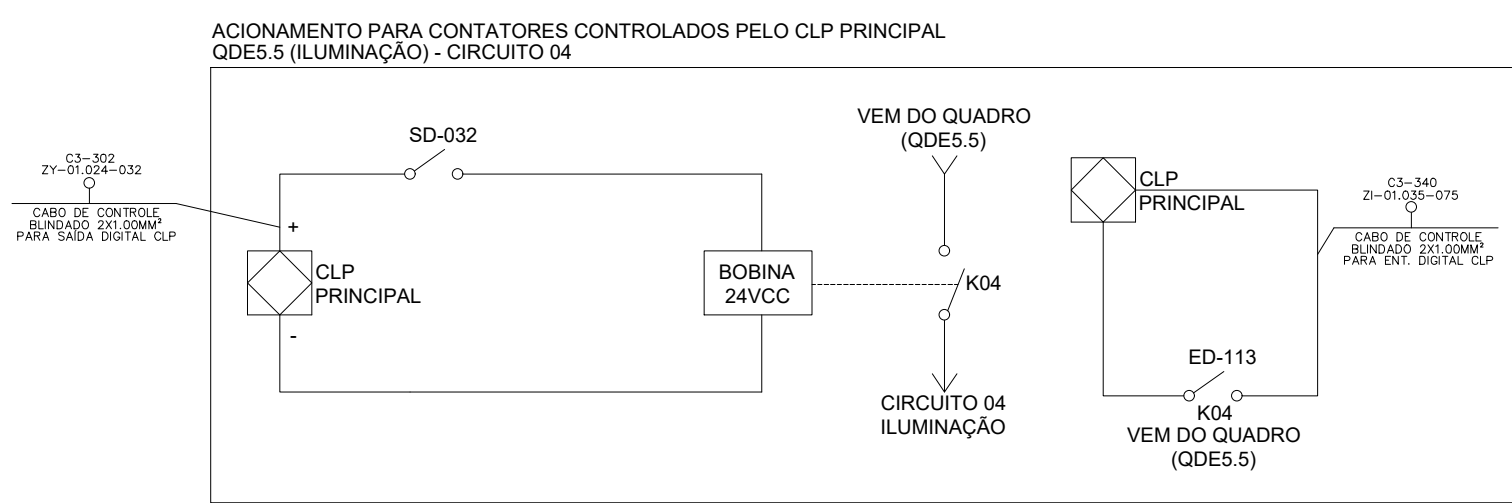 ACIONAMENTO PARA CONTATORES CONTROLADOS PELO CLP PRINCIPAL
QDE5.5 (ILUMINAÇÃO) - CIRCUITO 04
C3-302
ZY-01.024-032
CABO DE CONTROLE
BLINDADO 2X1.00MM²
PARA SAÍDA DIGITAL CLP
SD-032
+
CLP
PRINCIPAL
-
BOBINA
24VCC
VEM DO QUADRO
(QDE5.5)
K04
CIRCUITO 04
ILUMINAÇÃO
CLP
PRINCIPAL
ED-113
K04
VEM DO QUADRO
(QDE5.5)
C3-340
ZI-01.035-075
CABO DE CONTROLE
BLINDADO 2X1.00MM²
PARA ENT. DIGITAL CLP